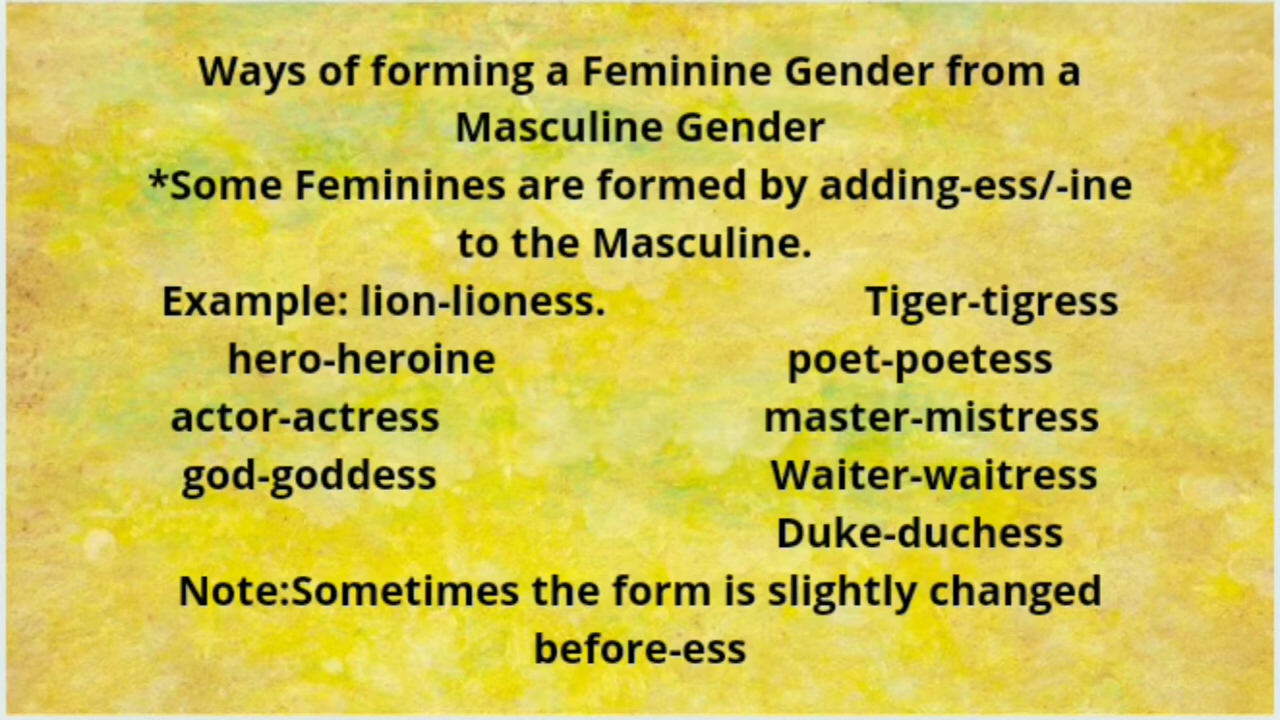 Ways of forming a Feminine Gender from a
Masculine Gender
*Some Feminines are formed by adding-ess/-ine
to the Masculine.
Example: lion-lioness. Tiger-tigress
hero-heroine poet-poetess
actor-actress master-mistress
god-goddess Waiter-waitress
Duke-duchess
Note:Sometimes the form is slightly changed
before-ess